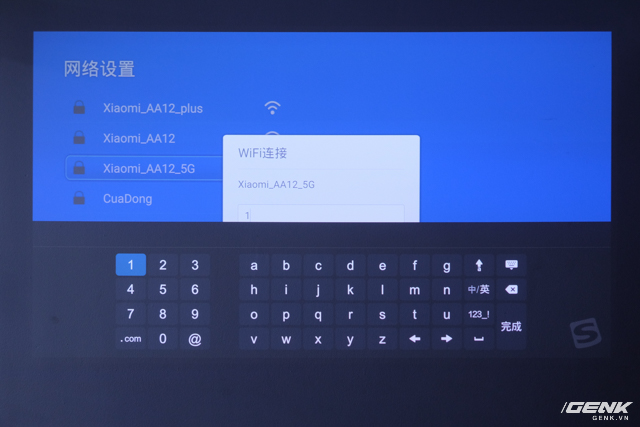 网络设置
Xiaomi_AA12_plus
Xiaomi_AA12
Xiaomi_AA12_5G
CuaDong
WiFi连接
Xiaomi_AA12_5G
1
1 2 3 a b c d e f g
4 5 6 h i j k l m n 中/英
7 8 9 o p q r s t u 123_!
.com 0 @ v w x y z 完成
S
GENK
GENK.VN